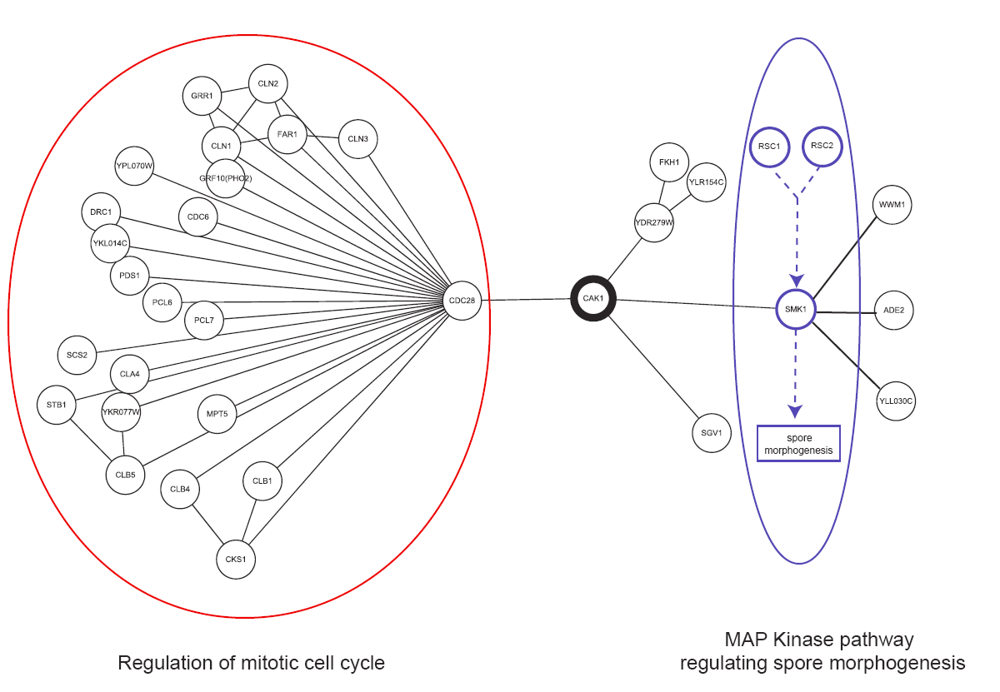 CLN2
GRR1
FAR1
CLN3
CLN1
RSC1
RSC2
YPL070W
FKH1
GRF10(PHO2)
YLR154C
WWM1
DRC1
CDC6
YDR279W
YKL014C
PDS1
PCL6
CDC28
CAK1
SMK1
ADE2
PCL7
SCS2
CLA4
STB1
YKR077W
MPT5
YLL030C
SGV1
spore
morphogenesis
CLB5
CLB4
CLB1
CKS1
MAP Kinase pathway
regulating spore morphogenesis
Regulation of mitotic cell cycle